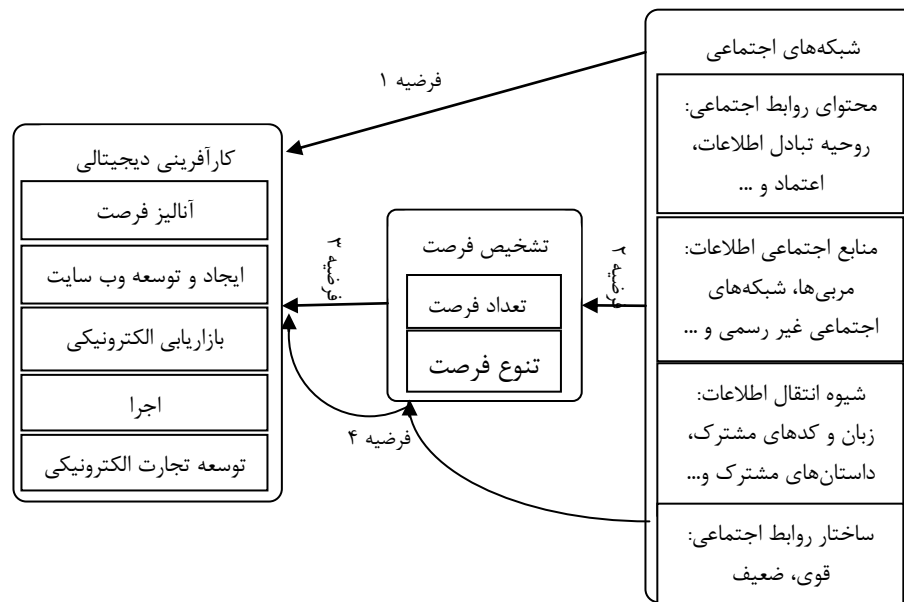 شبکه‌های اجتماعی
محتوای روابط اجتماعی:
روحیه تبادل اطلاعات،
اعتماد و ...
منابع اجتماعی اطلاعات:
مربی‌ها، شبکه‌های
اجتماعی غیر رسمی و ...
شیوه انتقال اطلاعات:
زبان و کدهای مشترک،
داستان‌های مشترک و...
ساختار روابط اجتماعی:
قوی، ضعیف
فرضیه ۱
فرضیه ۲
تشخیص فرصت
تعداد فرصت
تنوع فرصت
فرضیه ۳
فرضیه ۴
کارآفرینی دیجیتالی
آنالیز فرصت
ایجاد و توسعه وب سایت
بازاریابی الکترونیکی
اجرا
توسعه تجارت الکترونیکی